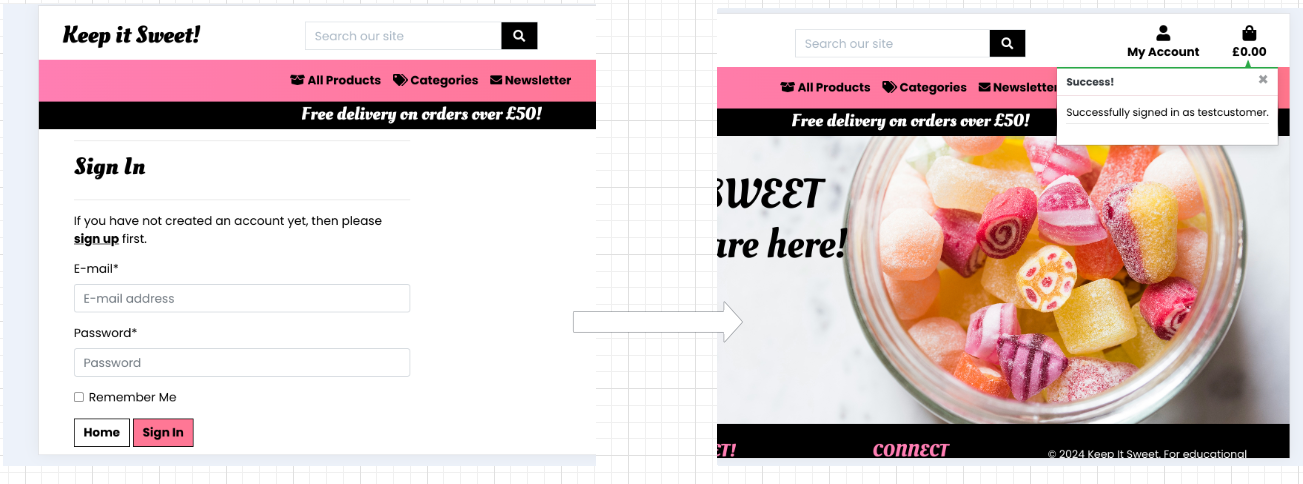 Keep it Sweet!
Search our site
All Products Categories Newsletter
Free delivery on orders over £50!
Sign In
If you have not created an account yet, then please
sign up first.
E-mail*
E-mail address
Password*
Password
Remember Me
Home Sign In
Search our site
My Account £0.00
All Products Categories Newsletter
Success! ×
Successfully signed in as testcustomer.
Free delivery on orders over £50!
SWEET
are here!
ET! CONNECT © 2024 Keep It Sweet. For educational